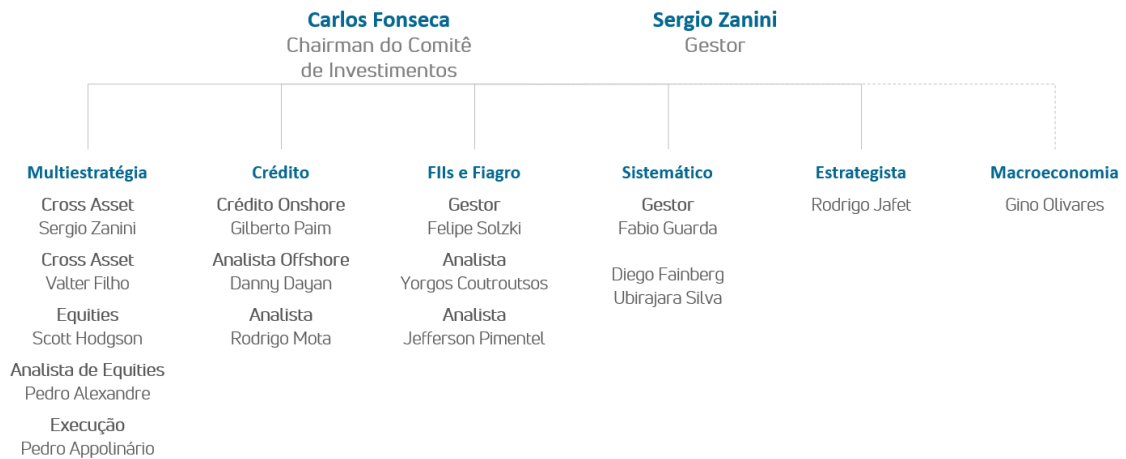 Carlos Fonseca
Chairman do Comitê
de Investimentos
Sergio Zanini
Gestor
Multiestratégia
Cross Asset
Sergio Zanini
Cross Asset
Valter Filho
Equities
Scott Hodgson
Analista de Equities
Pedro Alexandre
Execução
Pedro Appolinário
Crédito
Crédito Onshore
Gilberto Paim
Analista Offshore
Danny Dayan
Analista
Rodrigo Mota
FIIs e Fiagro
Gestor
Felipe Solzki
Analista
Yorgos Coutroutsos
Analista
Jefferson Pimentel
Sistemático
Gestor
Fabio Guarda
Diego Fainberg
Ubirajara Silva
Estrategista
Rodrigo Jafet
Macroeconomia
Gino Olivares